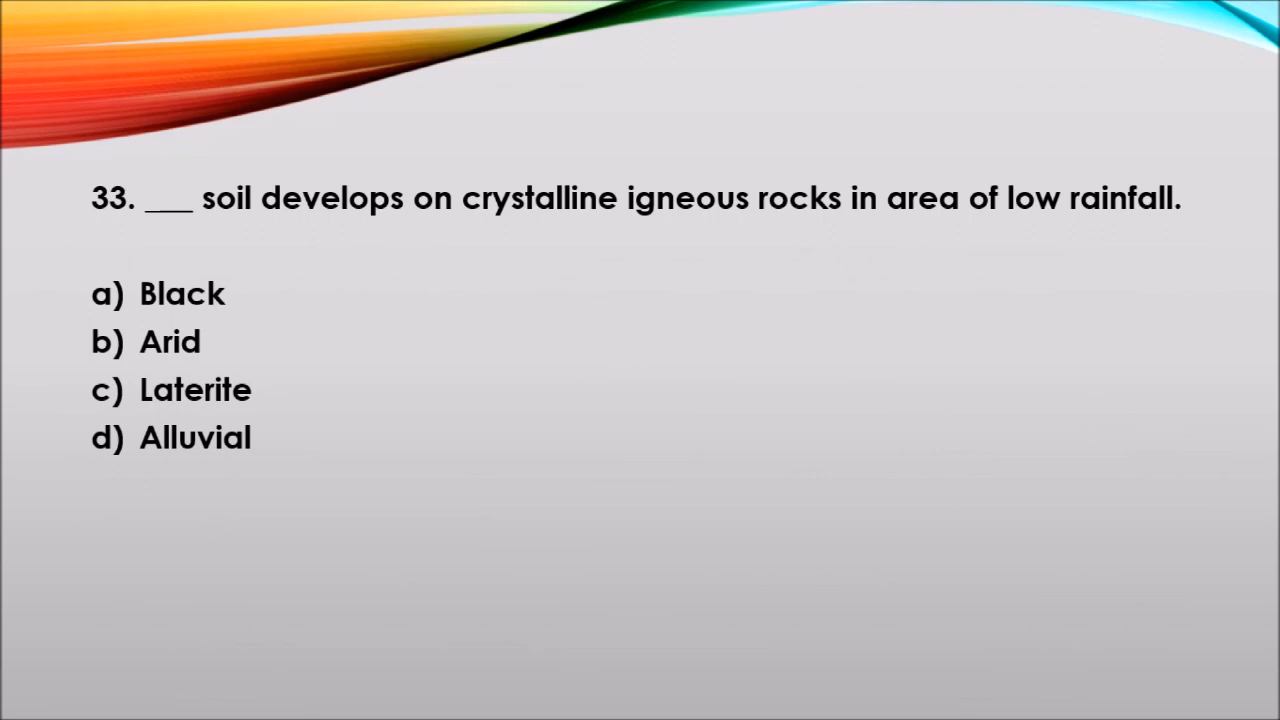 33. ___ soil develops on crystalline igneous rocks in area of low rainfall.
a) Black
b) Arid
c) Laterite
d) Alluvial